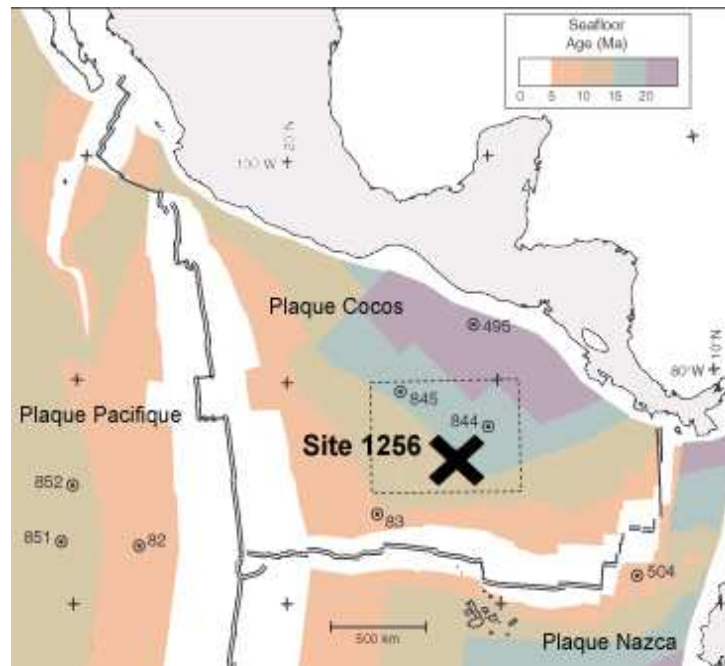 Seafloor
Age (Ma)
0 5 10 15 20
100°W
20°N
Plaque Cocos
495
80°W
10°N
845
Plaque Pacifique
844
Site 1256
852
83
851
82
504
500 km
Plaque Nazca